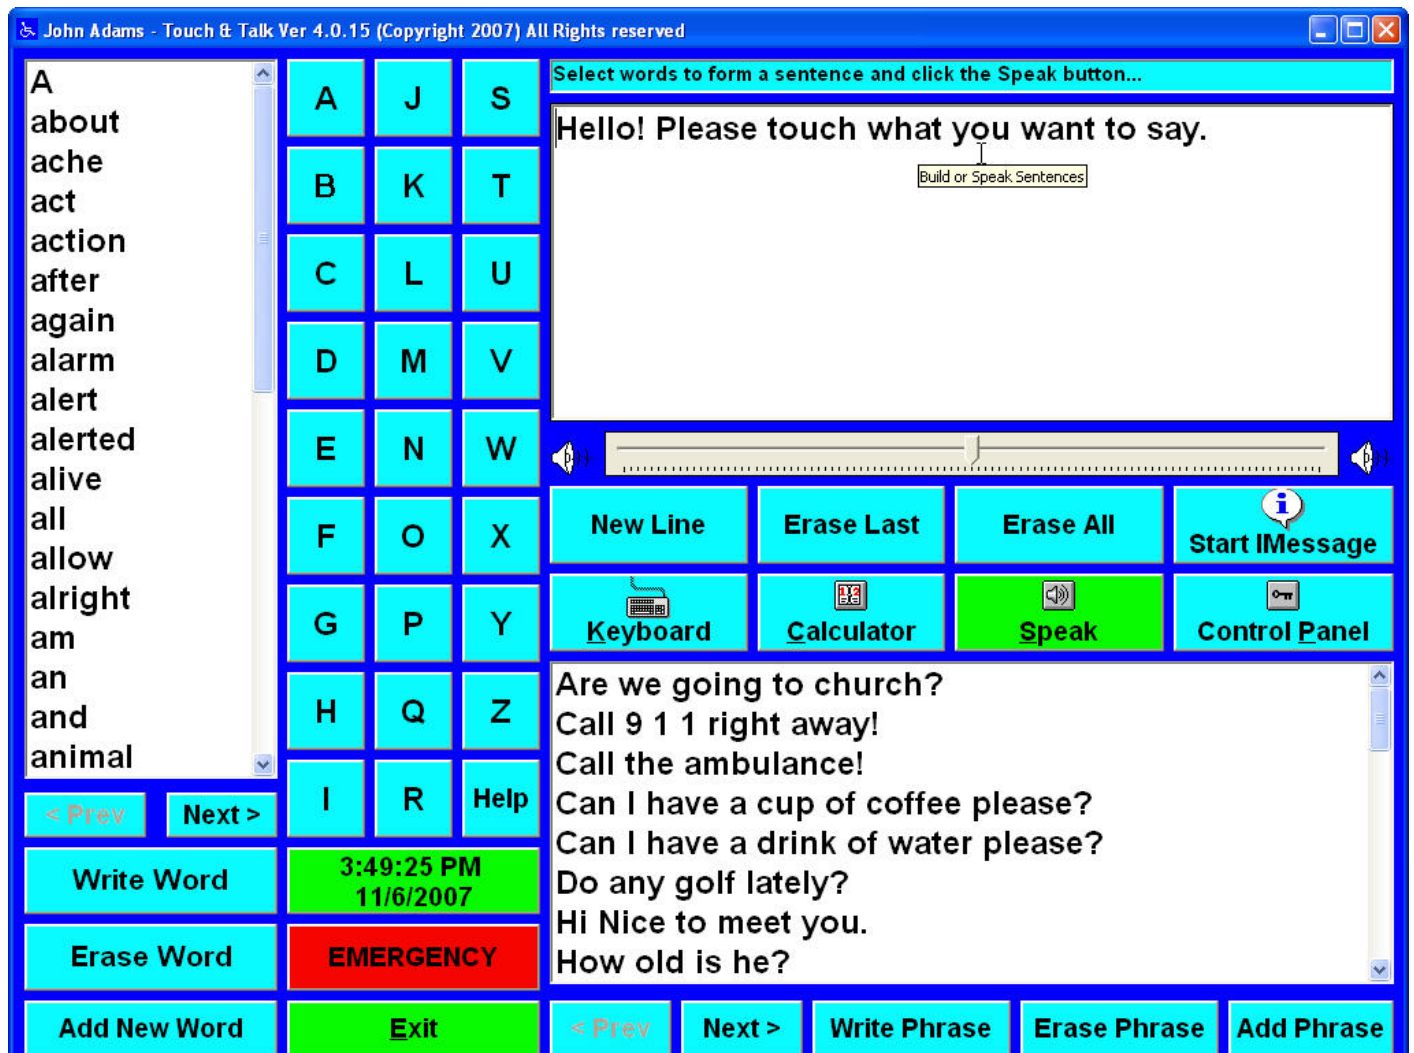 John Adams - Touch & Talk Ver 4.0.15 (Copyright 2007) All Rights reserved
A
about
ache
act
action
after
again
alarm
alert
alerted
alive
all
allow
alright
am
an
and
animal
< Prev Next >
Write Word
Erase Word
Add New Word
A J S
B K T
C L U
D M V
E N W
F O X
G P Y
H Q Z
I R Help
3:49:25 PM
11/6/2007
EMERGENCY
Exit
Select words to form a sentence and click the Speak button...
Hello! Please touch what you want to say.
Build or Speak Sentences
New Line Erase Last Erase All Start IMessage
Keyboard Calculator Speak Control Panel
Are we going to church?
Call 9 1 1 right away!
Call the ambulance!
Can I have a cup of coffee please?
Can I have a drink of water please?
Do any golf lately?
Hi Nice to meet you.
How old is he?
< Prev Next > Write Phrase Erase Phrase Add Phrase